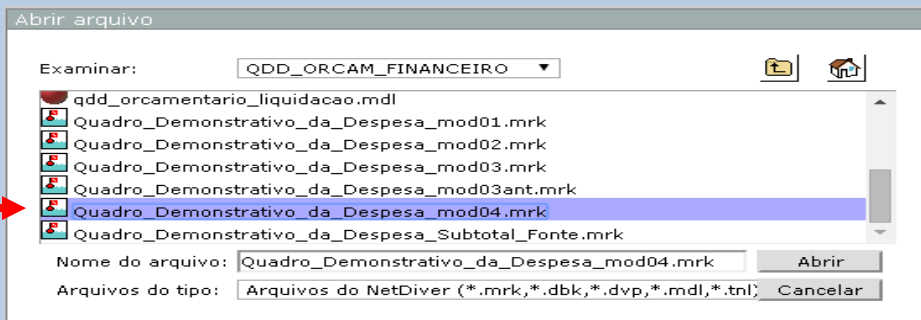 Abrir arquivo
Examinar: QDD_ORCAM_FINANCEIRO
qdd_orcamentario_liquidacao.mdl
Quadro_Demonstrativo_da_Despesa_mod01.mrk
Quadro_Demonstrativo_da_Despesa_mod02.mrk
Quadro_Demonstrativo_da_Despesa_mod03.mrk
Quadro_Demonstrativo_da_Despesa_mod03ant.mrk
Quadro_Demonstrativo_da_Despesa_mod04.mrk
Quadro_Demonstrativo_da_Despesa_Subtotal_Fonte.mrk
Nome do arquivo: Quadro_Demonstrativo_da_Despesa_mod04.mrk Abrir
Arquivos do tipo: Arquivos do NetDiver (*.mrk,*.dbk,*.dvp,*.mdl,*.tnl) Cancelar